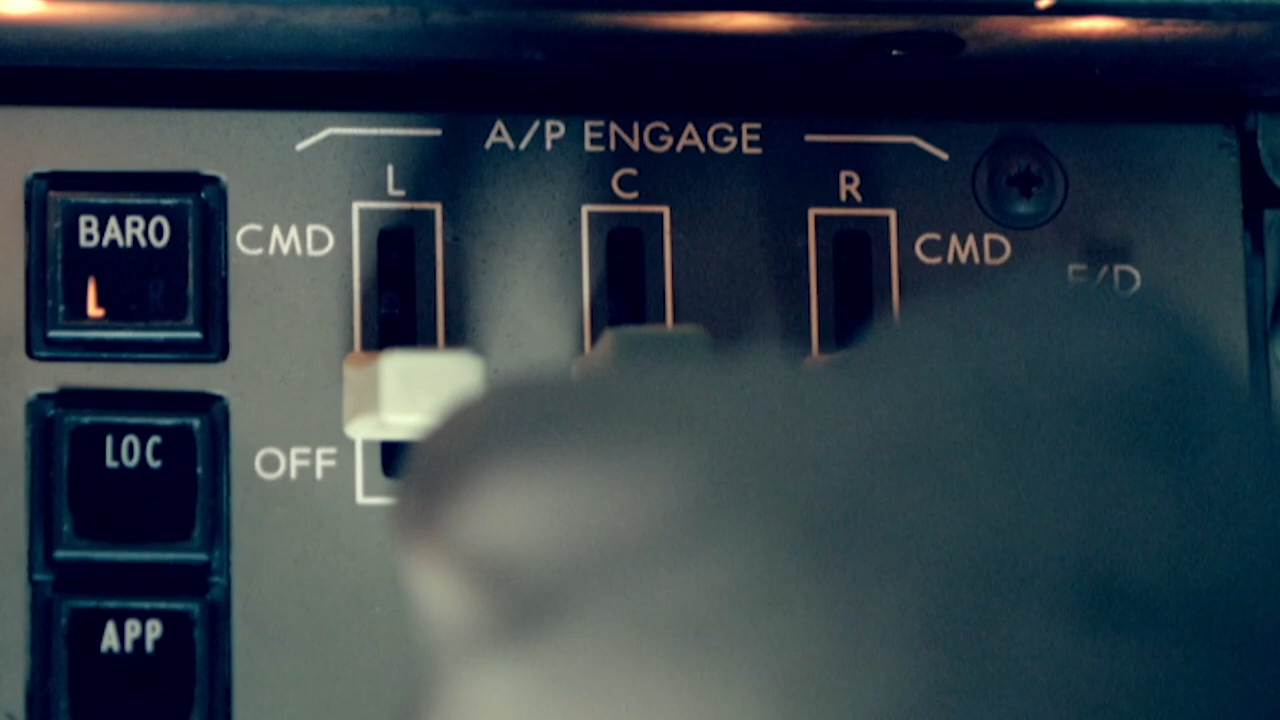 A/P ENGAGE
L C R
BARO
CMD CMD
L R
F/D
LOC
OFF
APP